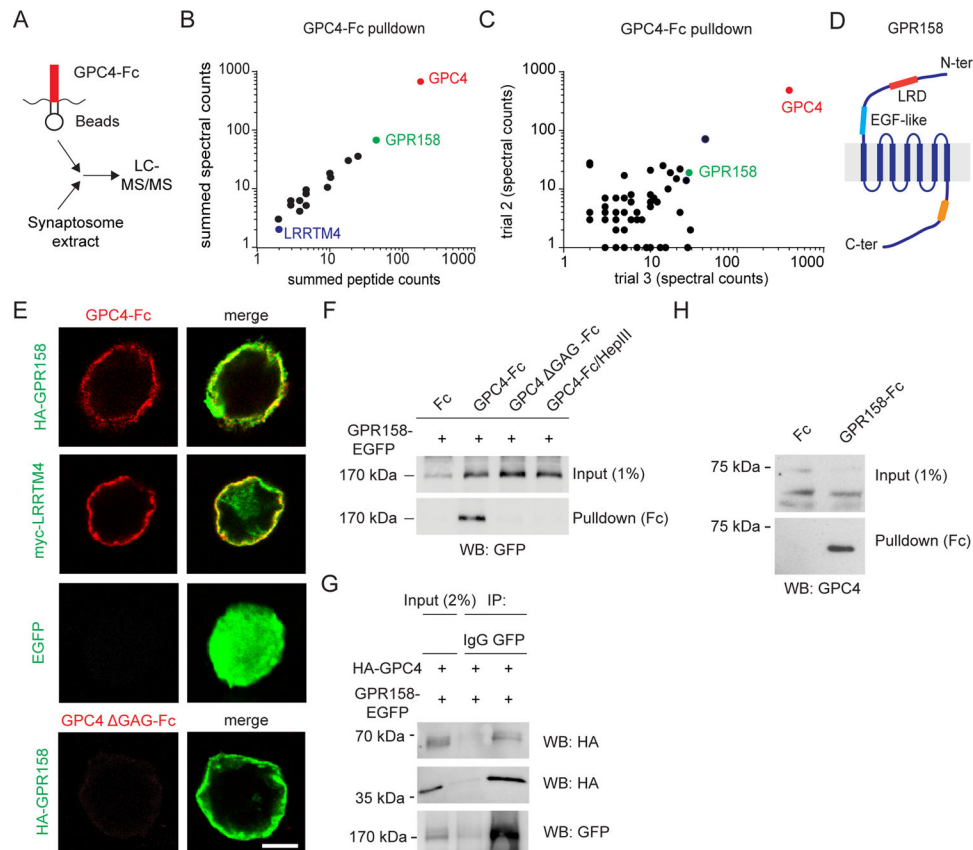 A
GPC4-Fc
Beads
LC-
MS/MS
Synaptosome
extract
B
GPC4-Fc pulldown
summed spectral counts
1000
100
10
1
GPC4
GPR158
LRRTM4
1
10
100
1000
summed peptide counts
C
GPC4-Fc pulldown
trial 2 (spectral counts)
1000
100
10
1
GPC4
GPR158
1
10
100
1000
trial 3 (spectral counts)
D
GPR158
N-ter
LRD
EGF-like
C-ter
E
GPC4-Fc
merge
HA-GPR158
myc-LRRTM4
EGFP
GPC4 ΔGAG-Fc
merge
HA-GPR158
F
Fc
GPC4-Fc
GPC4 ΔGAG -Fc
GPC4-Fc/HepIII
GPR158-
EGFP
+ + + +
170 kDa
Input (1%)
170 kDa
Pulldown (Fc)
WB: GFP
G
Input (2%) IP:
IgG GFP
HA-GPC4 + + +
GPR158-
EGFP
+ + +
70 kDa
WB: HA
35 kDa
WB: HA
170 kDa
WB: GFP
H
Fc
GPR158-Fc
75 kDa
Input (1%)
75 kDa
Pulldown (Fc)
WB: GPC4